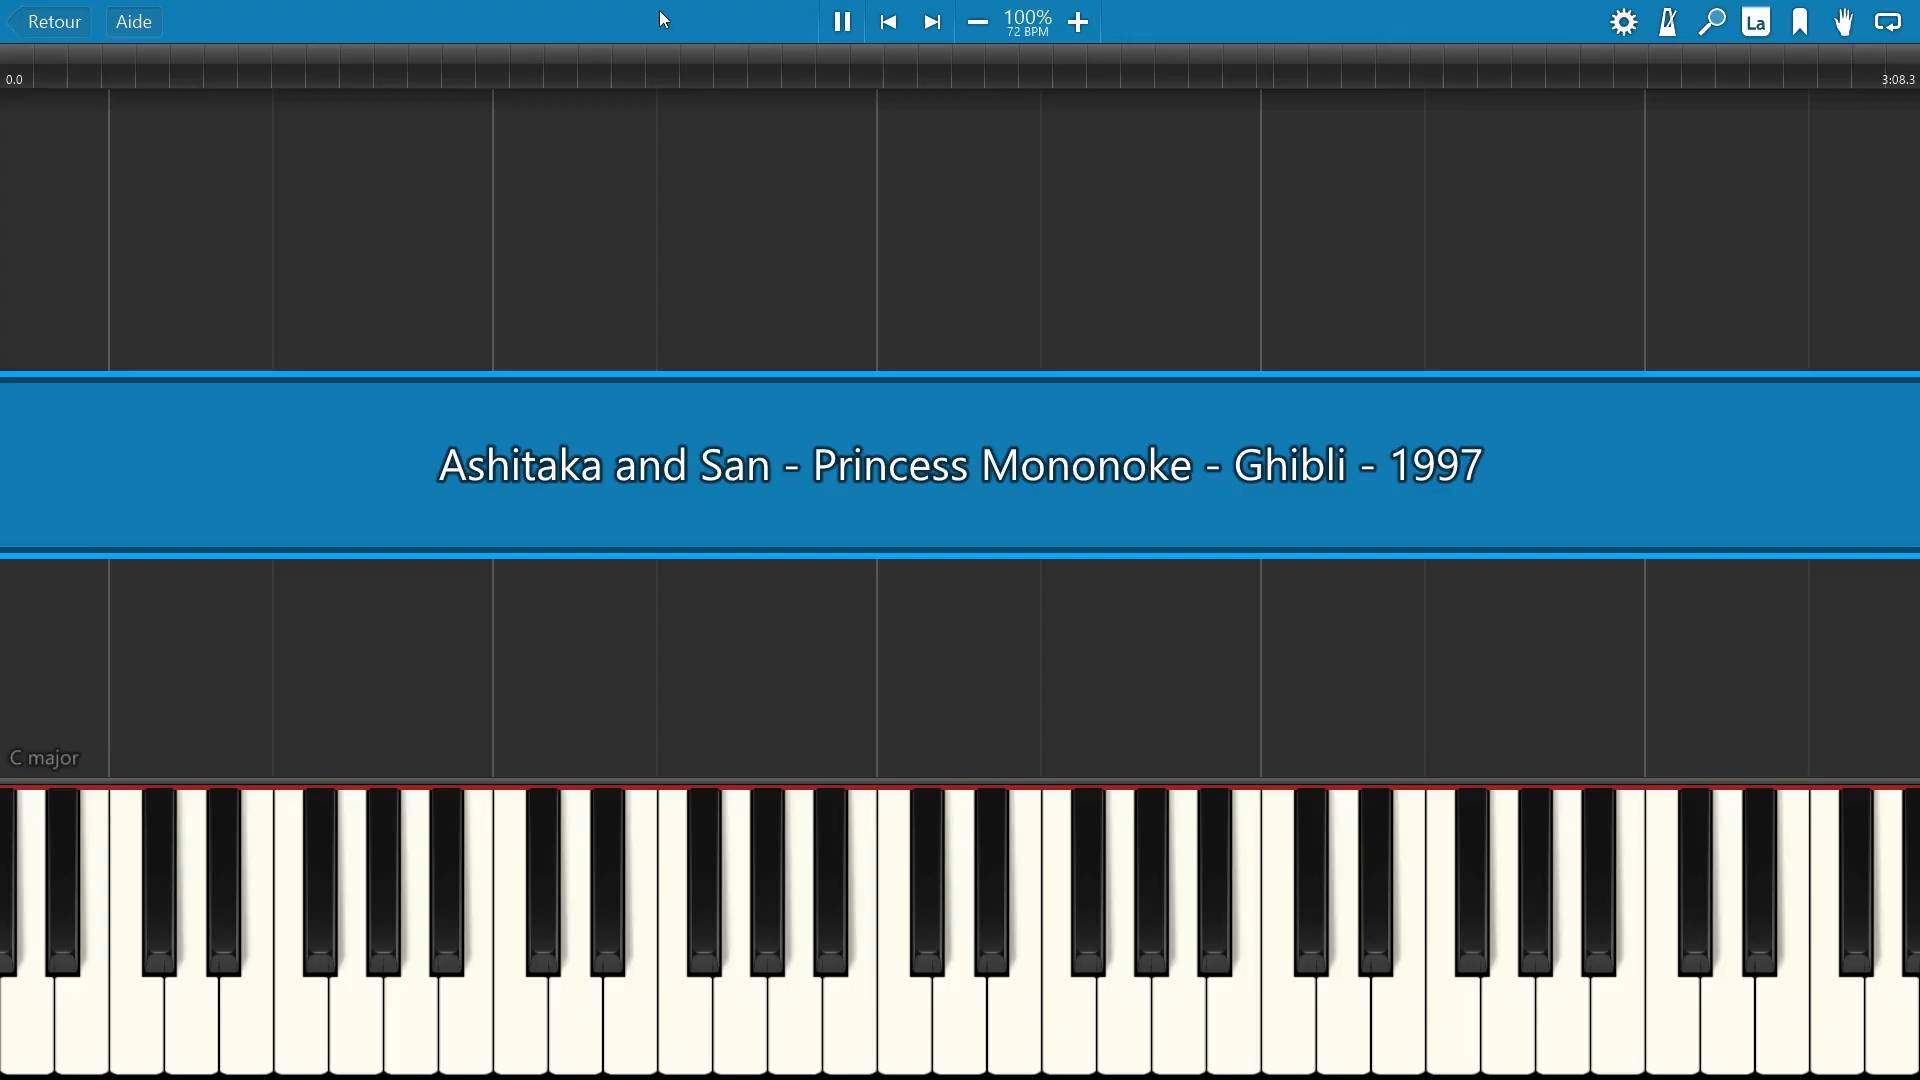 Retour
Aide
100%
72 BPM
La
0.0
3:08.3
Ashitaka and San - Princess Mononoke - Ghibli - 1997
C major